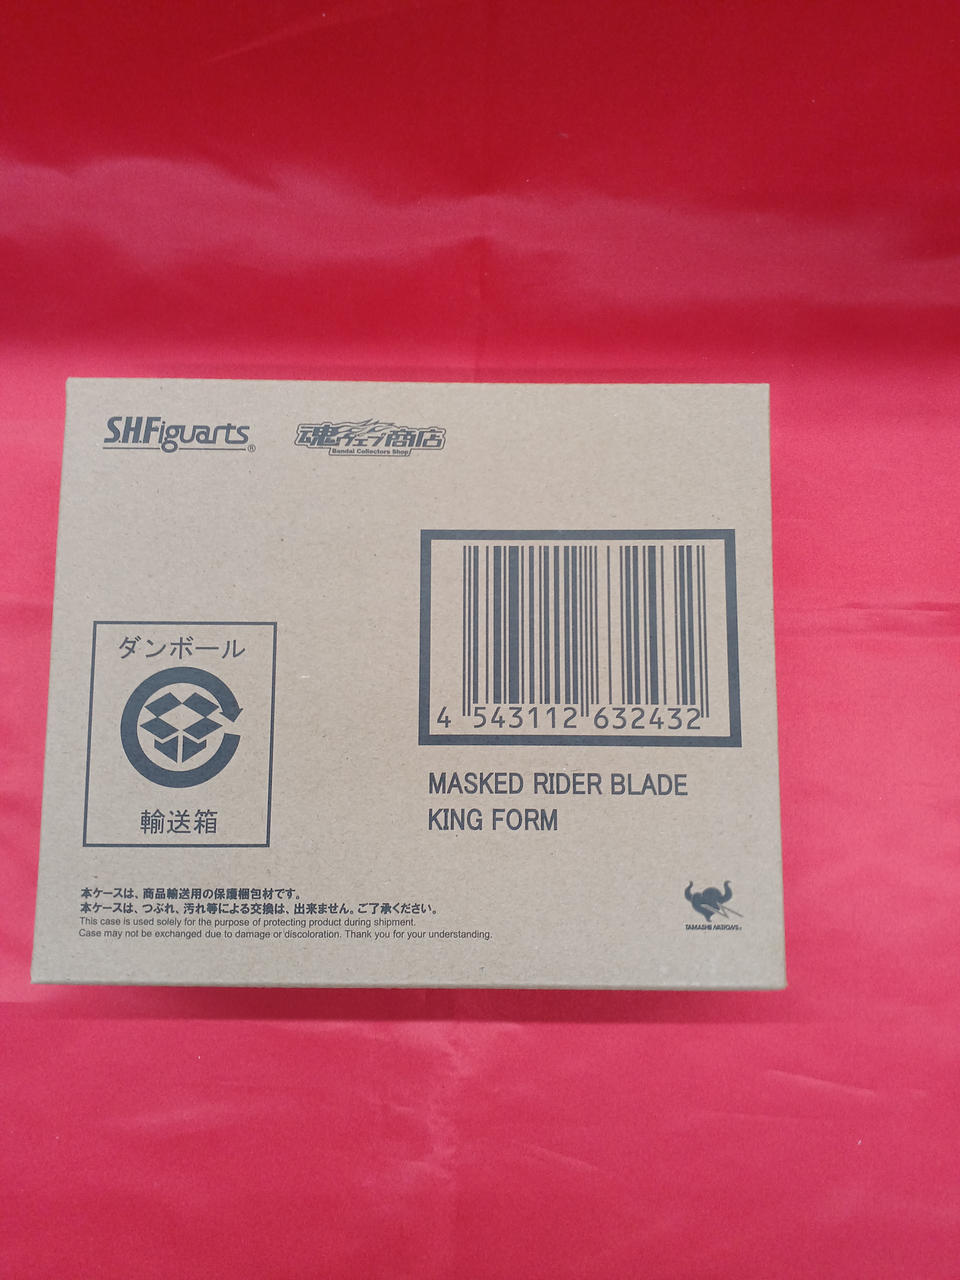 S.H.Figuarts®
魂ウェブ商店
Bandai Collectors Shop
4 543112 632432
MASKED RIDER BLADE
KING FORM
ダンボール
輸送箱
本ケースは、商品輸送用の保護梱包材です。
本ケースは、つぶれ、汚れ等による交換は、出来ません。ご了承ください。
This case is used solely for the purpose of protecting product during shipment.
Case may not be exchanged due to damage or discoloration. Thank you for your understanding.
TAMASHII NATIONS